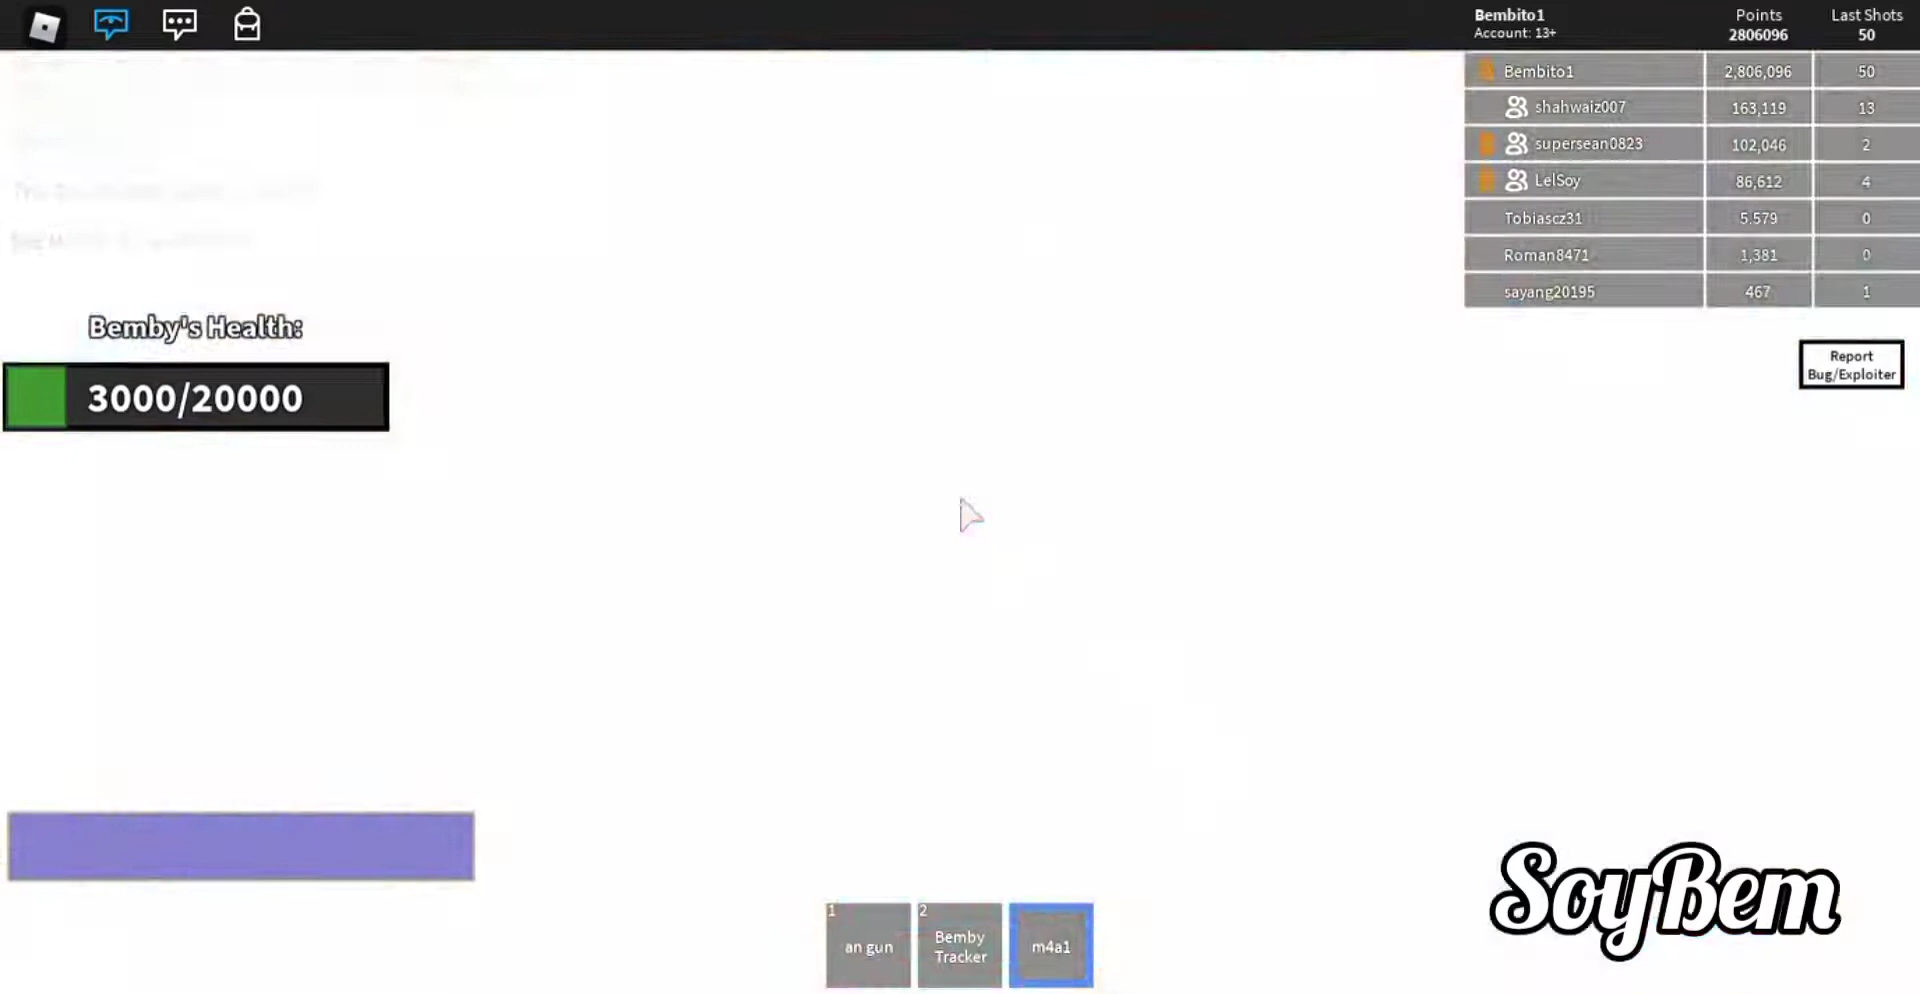 Bembito1 Points Last Shots
Account: 13+ 2806096 50
Bembito1 2,806,096 50
shahwaiz007 163,119 13
supersean0823 102,046 2
LelSoy 86,612 4
Tobiascz31 5.579 0
Roman8471 1,381 0
sayang20195 467 1
Bemby's Health:
3000/20000
Report
Bug/Exploiter
SoyBem
1 2
an gun Bemby Tracker m4a1